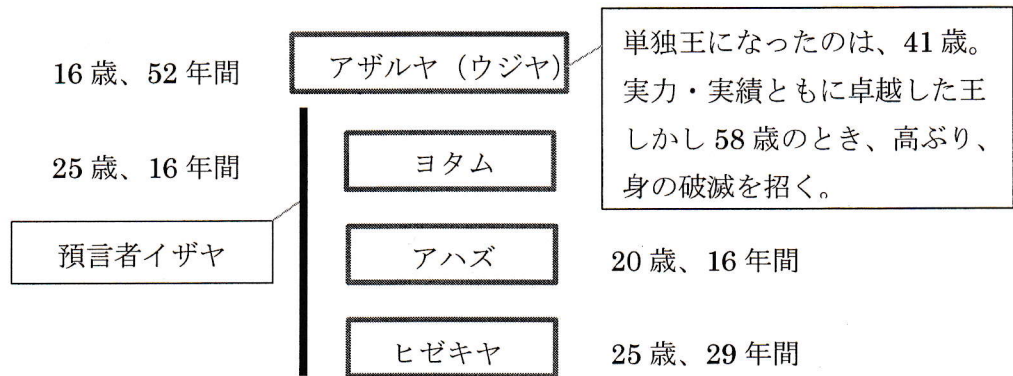 16歳、52年間
アザルヤ（ウジヤ）
単独王になったのは、41歳。
実力・実績ともに卓越した王
しかし58歳のとき、高ぶり、
身の破滅を招く。
25歳、16年間
ヨタム
預言者イザヤ
アハズ
20歳、16年間
ヒゼキヤ
25歳、29年間